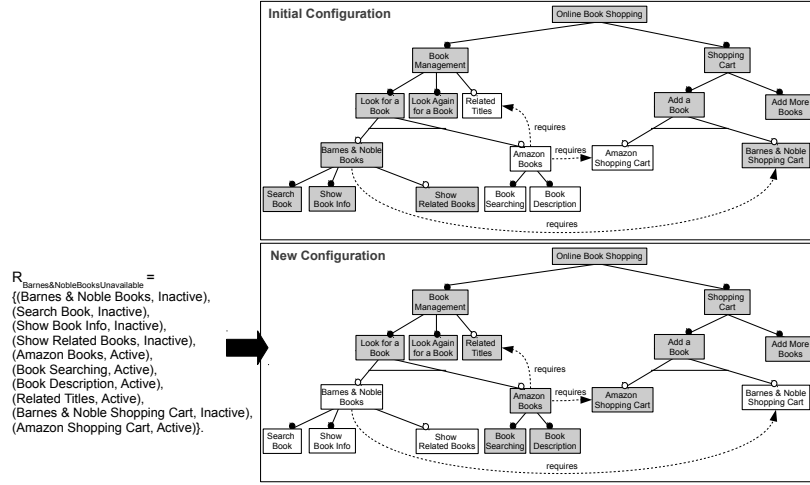 Initial Configuration
Online Book Shopping
Book
Management
Shopping
Cart
Look for a
Book
Look Again
for a Book
Related
Titles
Add a
Book
Add More
Books
requires
Barnes & Noble
Books
Amazon
Books
requires
Amazon
Shopping Cart
Barnes & Noble
Shopping Cart
Search
Book
Show
Book Info
Show
Related Books
Book
Searching
Book
Description
requires
R Barnes&NobleBooksUnavailable =
{(Barnes & Noble Books, Inactive),
(Search Book, Inactive),
(Show Book Info, Inactive),
(Show Related Books, Inactive),
(Amazon Books, Active),
(Book Searching, Active),
(Book Description, Active),
(Related Titles, Active),
(Barnes & Noble Shopping Cart, Inactive),
(Amazon Shopping Cart, Active)}.
New Configuration
Online Book Shopping
Book
Management
Shopping
Cart
Look for a
Book
Look Again
for a Book
Related
Titles
Add a
Book
Add More
Books
requires
Barnes & Noble
Books
Amazon
Books
requires
Amazon
Shopping Cart
Barnes & Noble
Shopping Cart
Search
Book
Show
Book Info
Show
Related Books
Book
Searching
Book
Description
requires